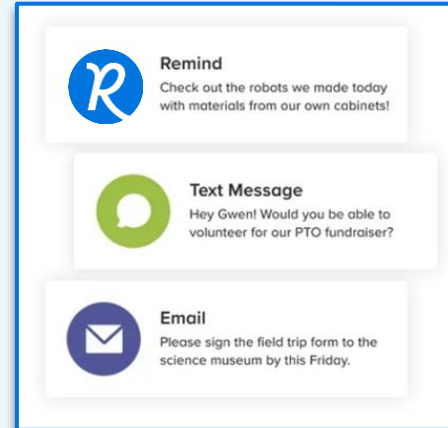 Remind
Check out the robots we made today
with materials from our own cabinets!
Text Message
Hey Gwen! Would you be able to
volunteer for our PTO fundraiser?
Email
Please sign the field trip form to the
science museum by this Friday.